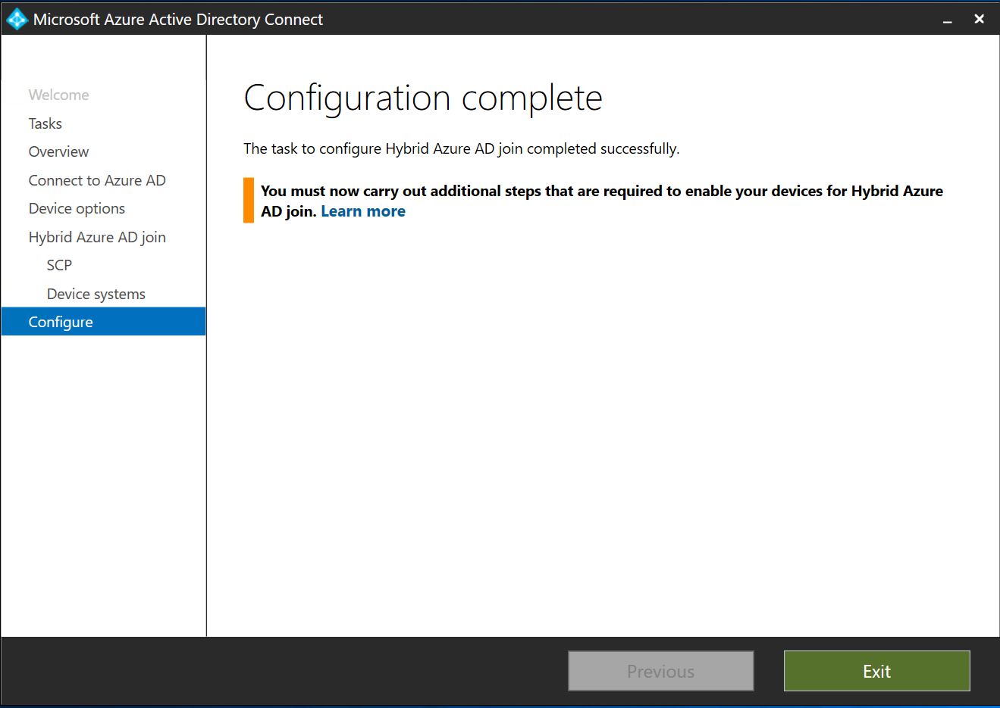 Microsoft Azure Active Directory Connect
Welcome
Tasks
Overview
Connect to Azure AD
Device options
Hybrid Azure AD join
SCP
Device systems
Configure
Configuration complete
The task to configure Hybrid Azure AD join completed successfully.
You must now carry out additional steps that are required to enable your devices for Hybrid Azure
AD join. Learn more
Previous
Exit